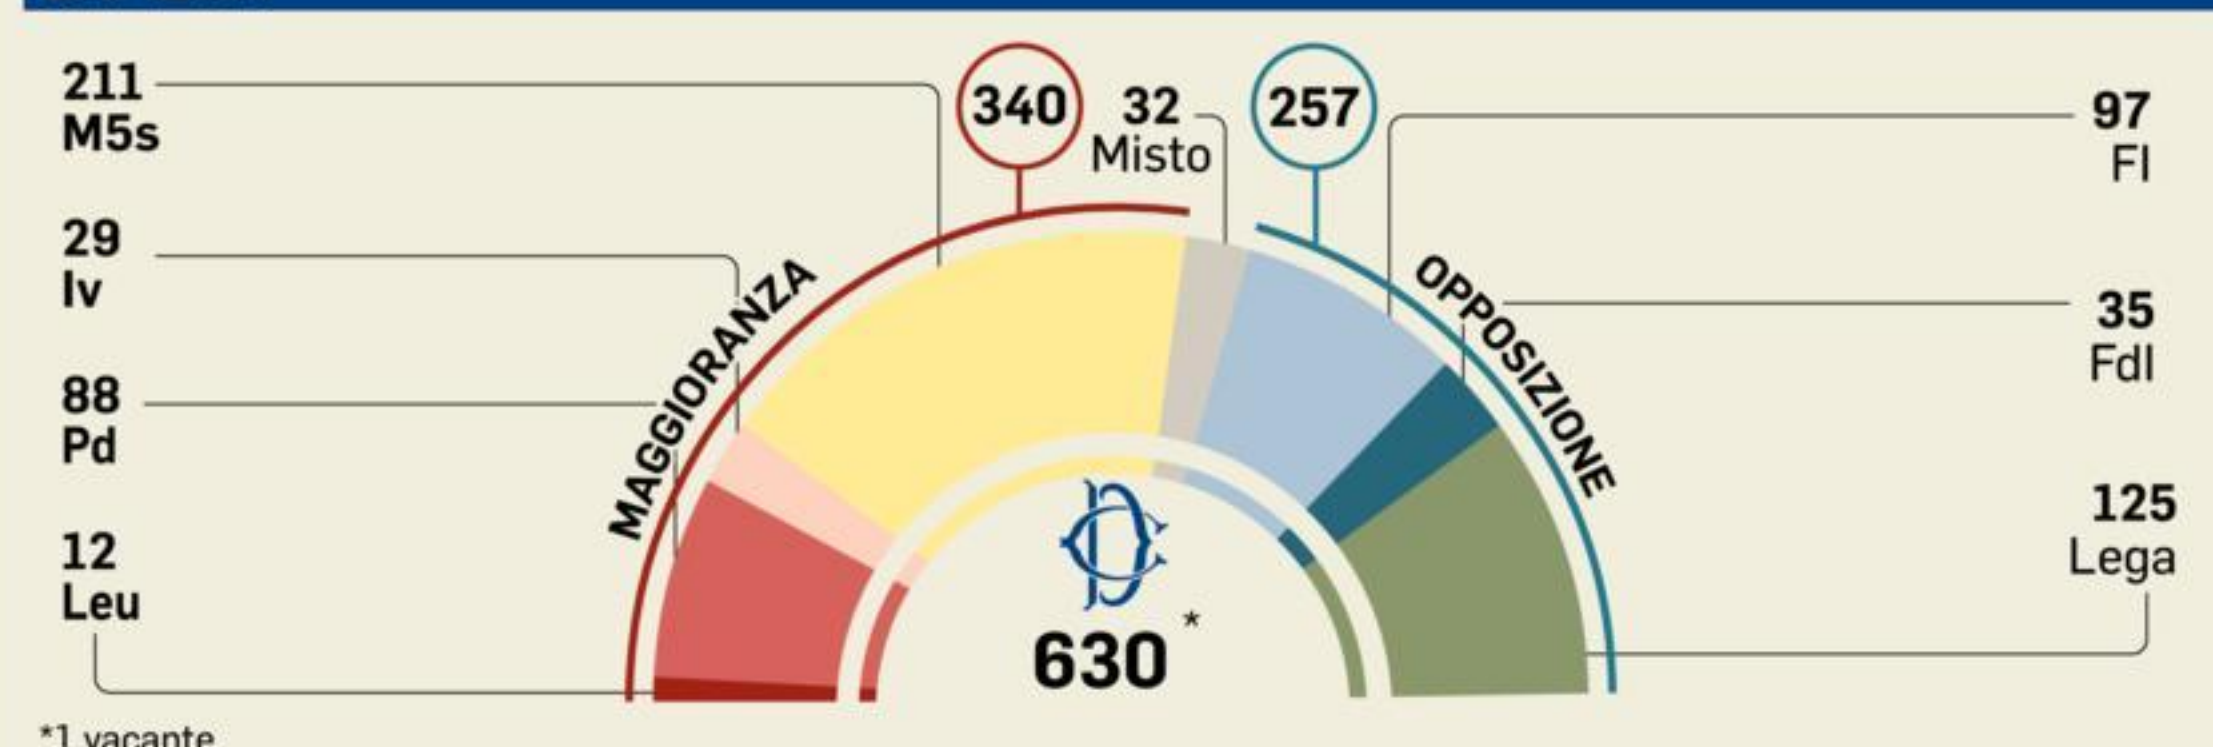 211
M5s
29
Iv
88
Pd
12
Leu
340
32
Misto
257
97
FI
35
FdI
125
Lega
MAGGIORANZA
OPPOSIZIONE
630*
*1 vacante